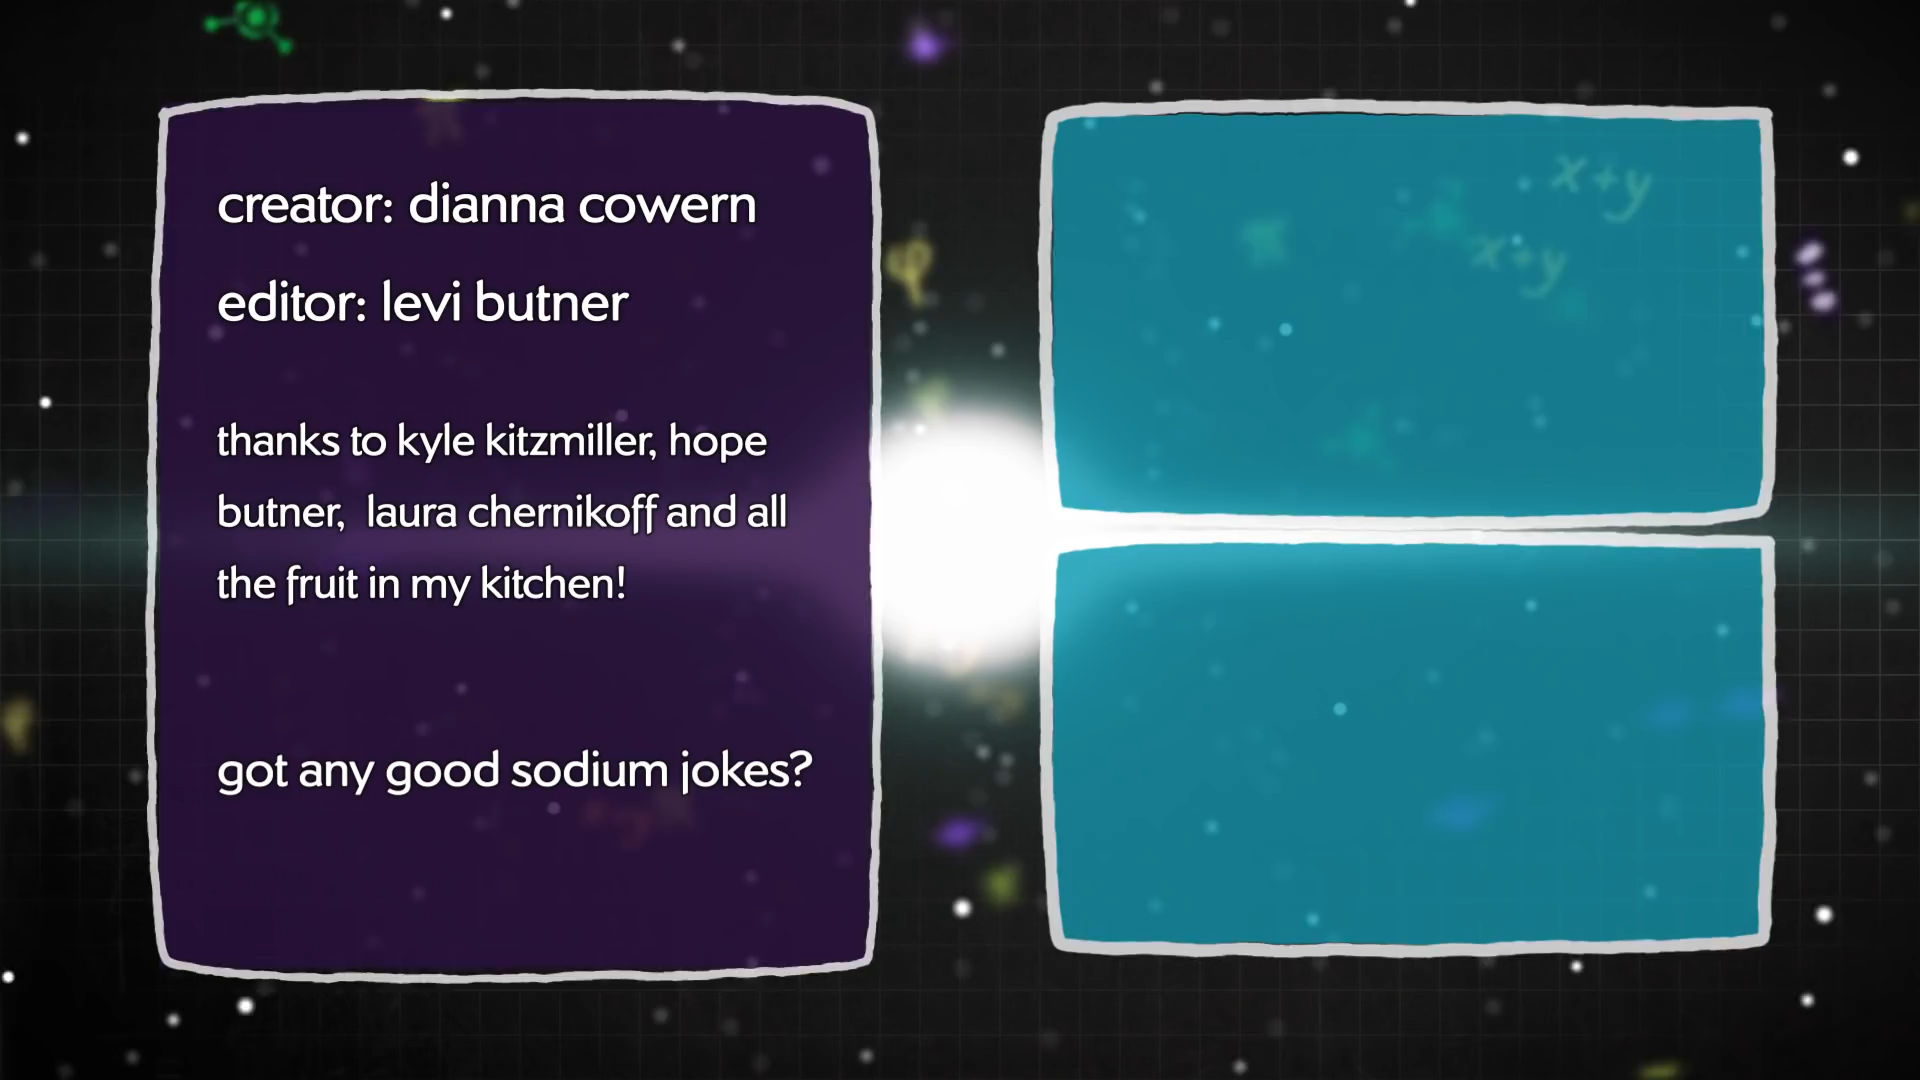 creator: dianna cowern
editor: levi butner
thanks to kyle kitzmiller, hope
butner, laura chernikoff and all
the fruit in my kitchen!
got any good sodium jokes?
x+y
x+y
φ